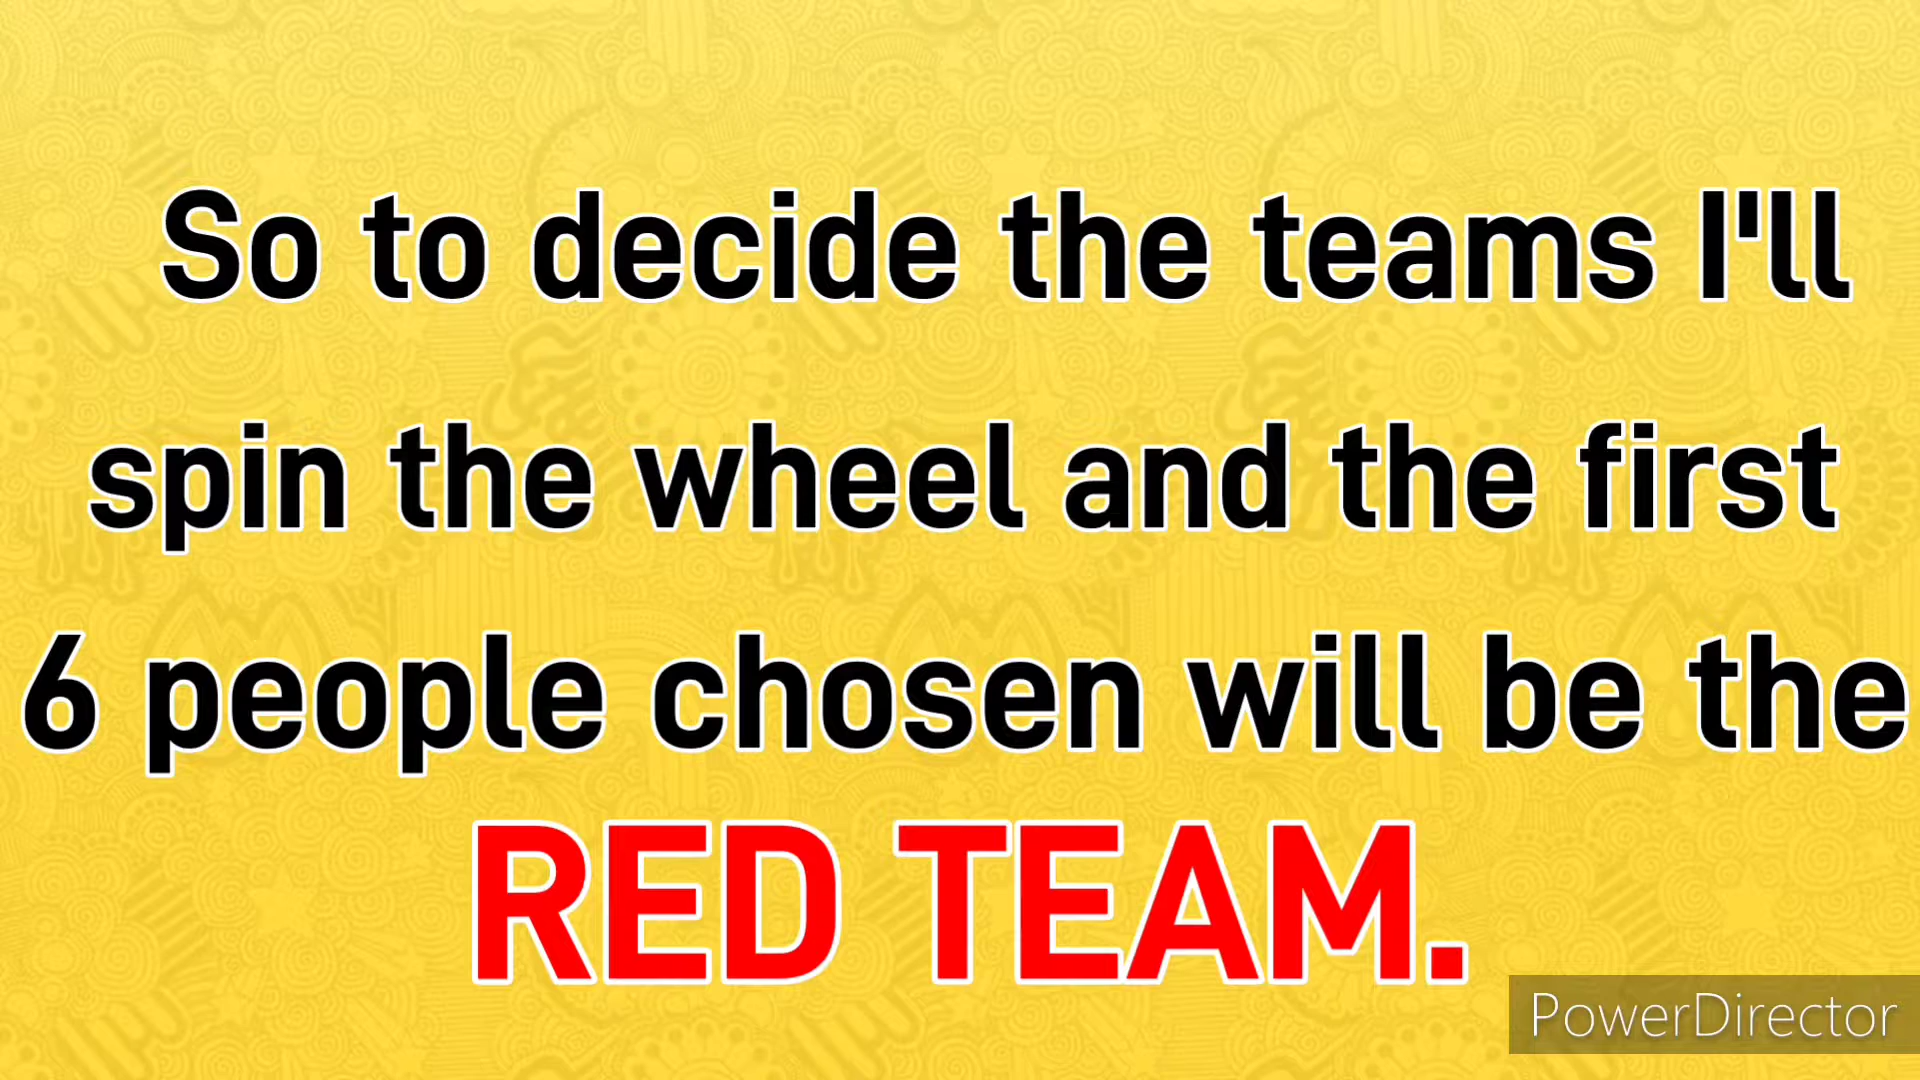 So to decide the teams I'll
spin the wheel and the first
6 people chosen will be the
RED TEAM.
PowerDirector